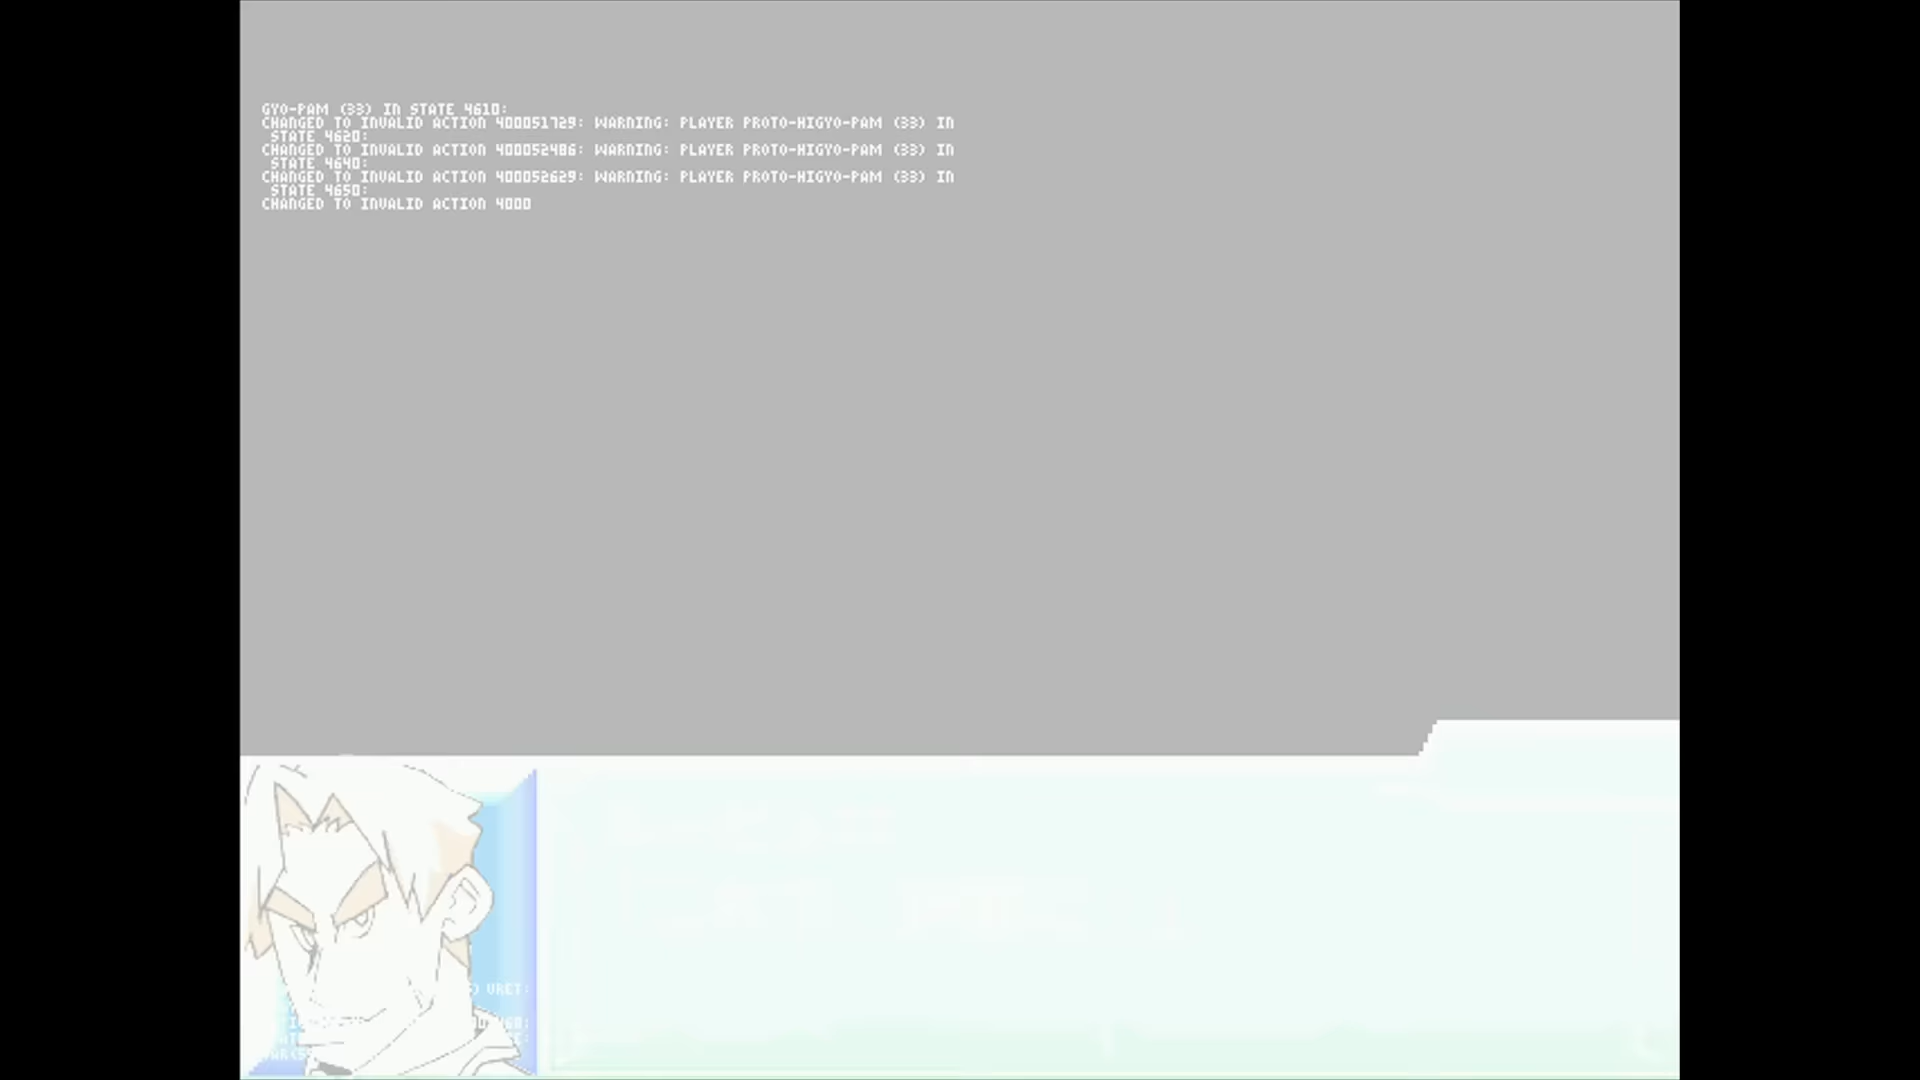 GYO-PAM (33) IN STATE 4610:
CHANGED TO INVALID ACTION 400051729: WARNING: PLAYER PROTO-HIGYO-PAM (33) IN
STATE 4620:
CHANGED TO INVALID ACTION 400052486: WARNING: PLAYER PROTO-HIGYO-PAM (33) IN
STATE 4640:
CHANGED TO INVALID ACTION 400052629: WARNING: PLAYER PROTO-HIGYO-PAM (33) IN
STATE 4650:
CHANGED TO INVALID ACTION 4000